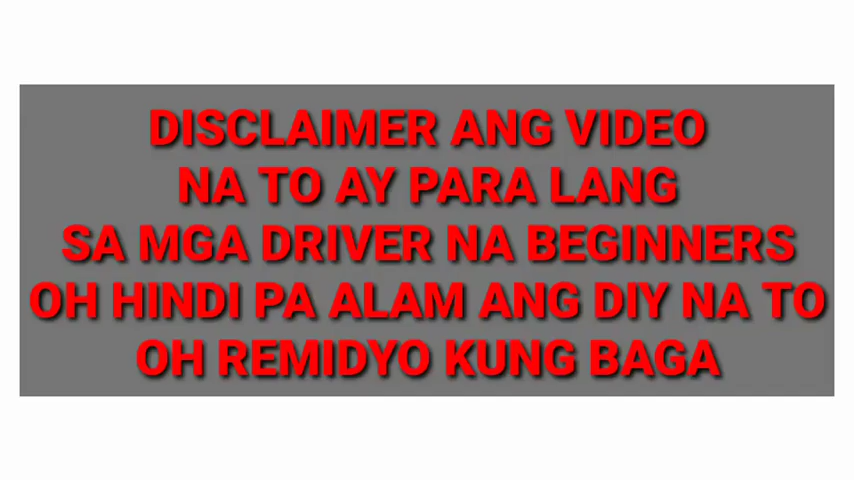 DISCLAIMER ANG VIDEO
NA TO AY PARA LANG
SA MGA DRIVER NA BEGINNERS
OH HINDI PA ALAM ANG DIY NA TO
OH REMIDYO KUNG BAGA